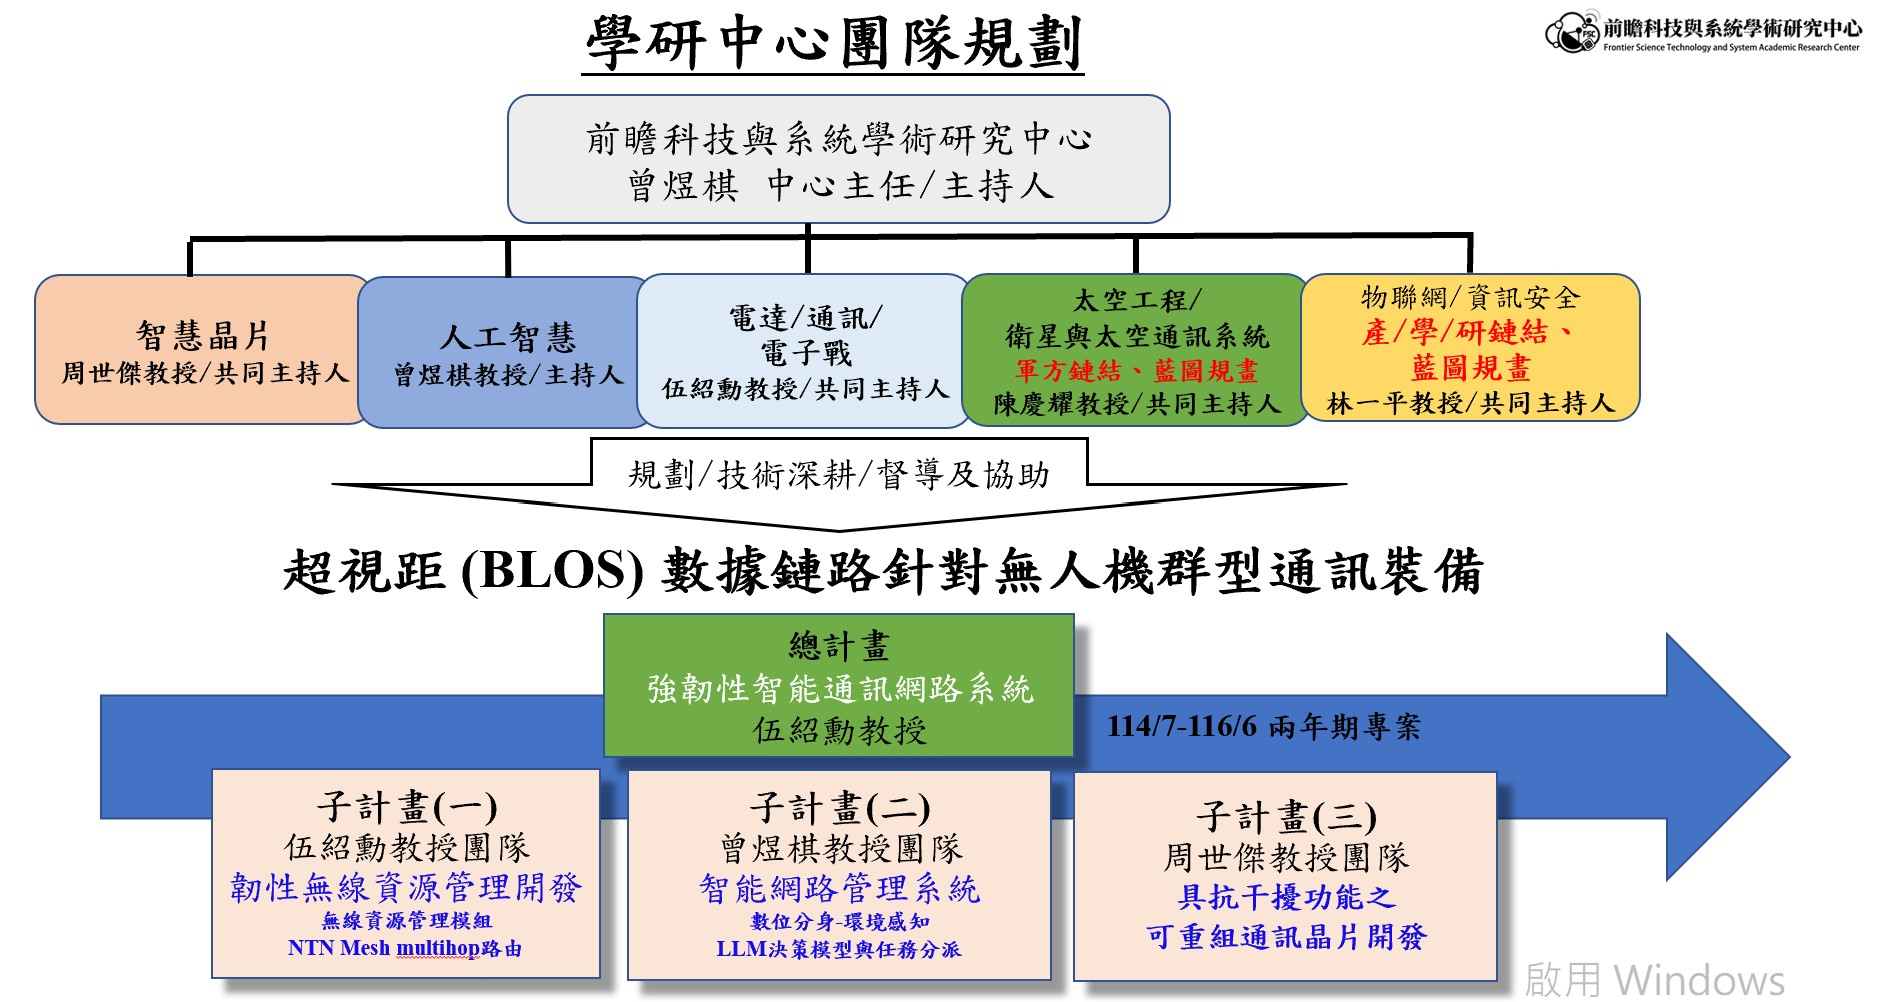 學研中心團隊規劃
FSC
前瞻科技與系統學術研究中心
Frontier Science Technology and System Academic Research Center
前瞻科技與系統學術研究中心
曾煜棋 中心主任/主持人
智慧晶片
周世傑教授/共同主持人
人工智慧
曾煜棋教授/主持人
電達/通訊/
電子戰
伍紹勳教授/共同主持人
太空工程/
衛星與太空通訊系統
軍方鏈結、藍圖規畫
陳慶耀教授/共同主持人
物聯網/資訊安全
產/學/研鏈結、
藍圖規畫
林一平教授/共同主持人
規劃/技術深耕/督導及協助
超視距 (BLOS) 數據鏈路針對無人機群型通訊裝備
總計畫
強韌性智能通訊網路系統
伍紹勳教授
114/7-116/6 兩年期專案
子計畫(一)
伍紹勳教授團隊
韌性無線資源管理開發
無線資源管理模組
NTN Mesh multihop路由
子計畫(二)
曾煜棋教授團隊
智能網路管理系統
數位分身-環境感知
LLM決策模型與任務分派
子計畫(三)
周世傑教授團隊
具抗干擾功能之
可重組通訊晶片開發
啟用 Windows